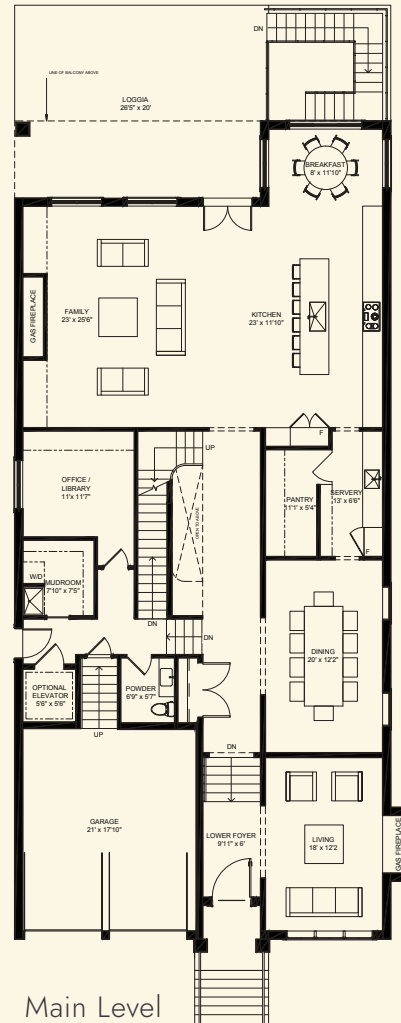 DN
LINE OF BALCONY ABOVE
LOGGIA
26'5" x 20'
BREAKFAST
8' x 11'10"
GAS FIREPLACE
FAMILY
23' x 25'6"
KITCHEN
23' x 11'10"
F
UP
OFFICE /
LIBRARY
11'x 11'7"
OPEN TO ABOVE
PANTRY
11'1" x 5'4"
SERVERY
13' x 6'6"
F
W/D
MUDROOM
7'10" x 7'5"
DN
DN
DINING
20' x 12'2"
OPTIONAL
ELEVATOR
5'6" x 5'6"
POWDER
6'9" x 5'7"
UP
DN
GARAGE
21' x 17'10"
LOWER FOYER
9'11" x 6'
LIVING
18' x 12'2
GAS FIREPLACE
Main Level